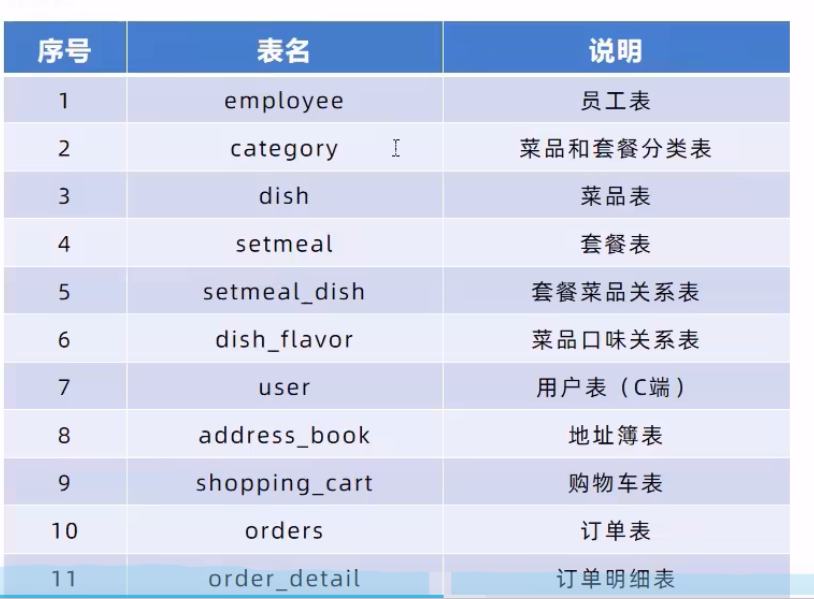 序号 表名 说明
1 employee 员工表
2 category 菜品和套餐分类表
3 dish 菜品表
4 setmeal 套餐表
5 setmeal_dish 套餐菜品关系表
6 dish_flavor 菜品口味关系表
7 user 用户表（C端）
8 address_book 地址簿表
9 shopping_cart 购物车表
10 orders 订单表
11 order_detail 订单明细表